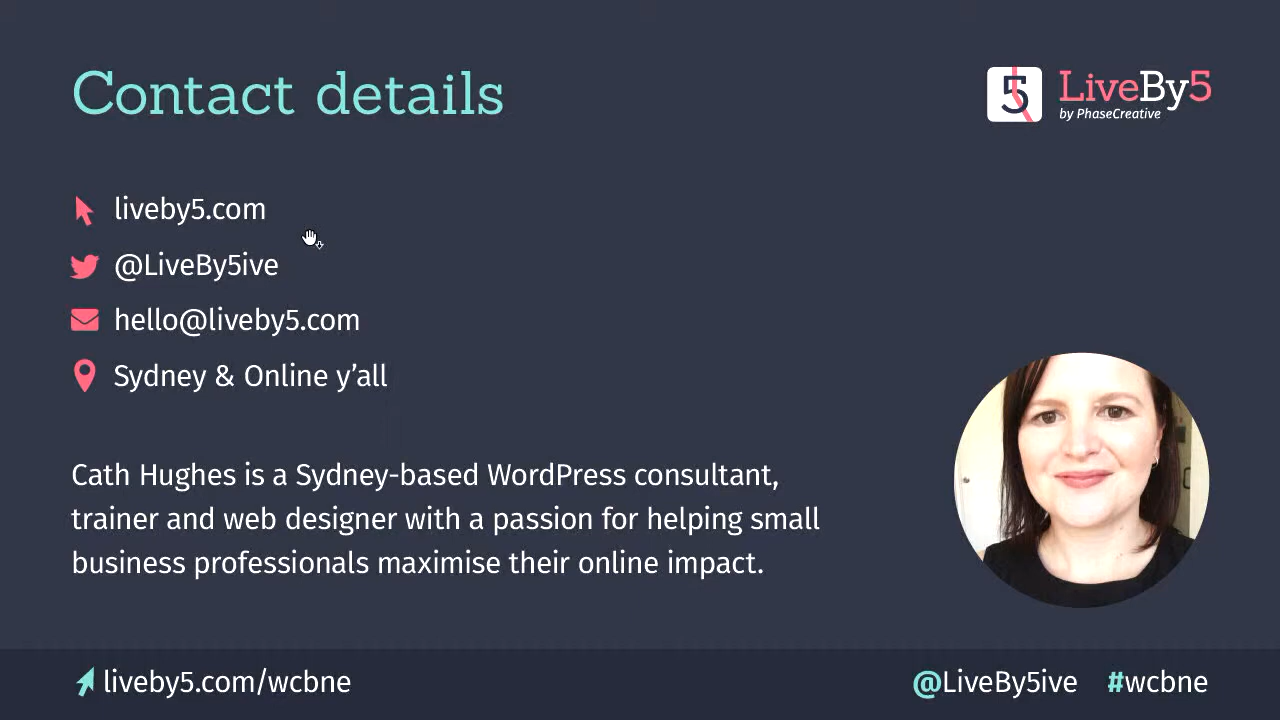 Contact details
5 LiveBy5
by PhaseCreative
liveby5.com
@LiveBy5ive
hello@liveby5.com
Sydney & Online y’all
Cath Hughes is a Sydney-based WordPress consultant,
trainer and web designer with a passion for helping small
business professionals maximise their online impact.
liveby5.com/wcbne
@LiveBy5ive #wcbne